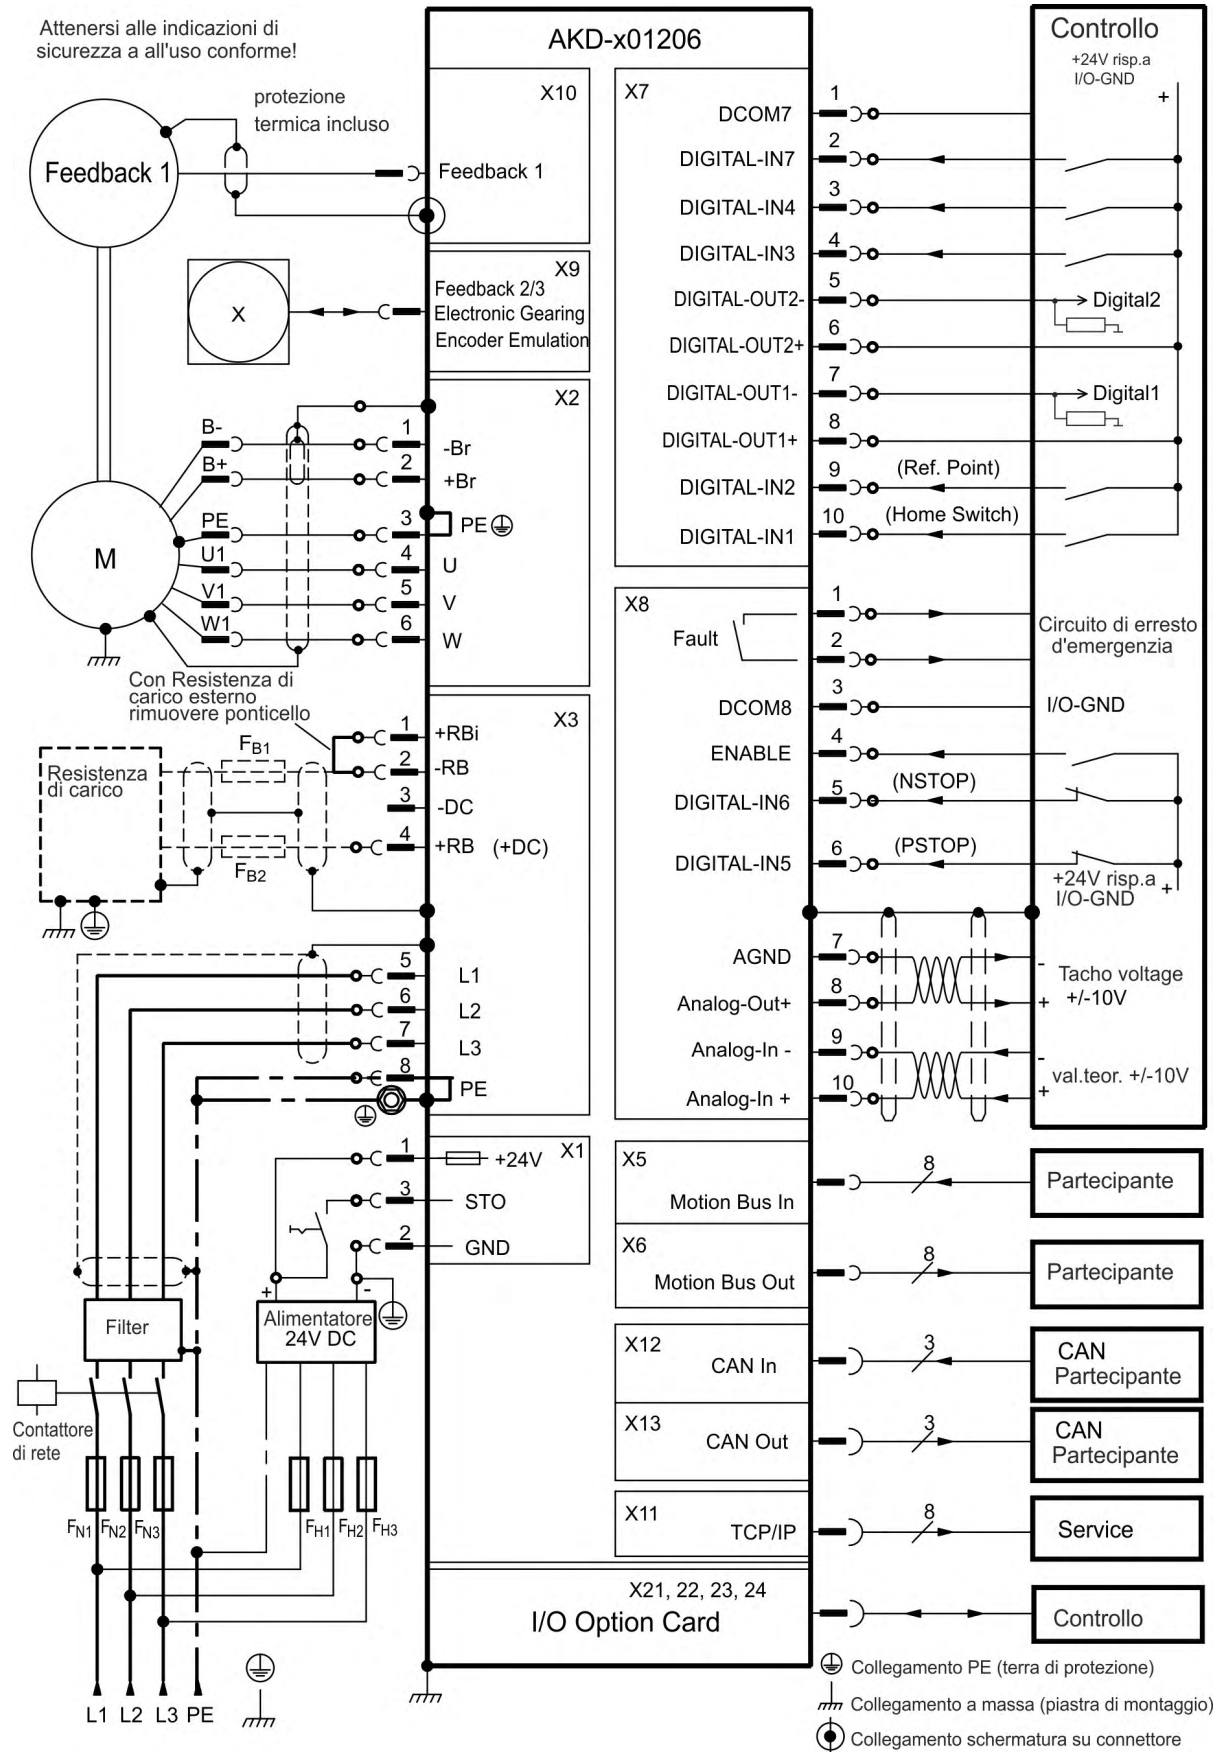 Attenersi alle indicazioni di
sicurezza a all'uso conforme!
protezione
termica incluso
Feedback 1
X
B-
B+
PE
U1
V1
W1
M
Con Resistenza di
carico esterno
rimuovere ponticello
Resistenza
di carico
FB1
FB2
Filter
Contattore
di rete
FN1
FN2
FN3
Alimentatore
24V DC
+
-
FH1
FH2
FH3
L1
L2
L3
PE
AKD-x01206
X10
Feedback 1
X9
Feedback 2/3
Electronic Gearing
Encoder Emulation
X2
1
-Br
2
+Br
3
PE
4
U
5
V
6
W
X3
1
+RBi
2
-RB
3
-DC
4
+RB (+DC)
5
L1
6
L2
7
L3
8
PE
X1
1
+24V
3
STO
2
GND
X7
DCOM7
1
DIGITAL-IN7
2
DIGITAL-IN4
3
DIGITAL-IN3
4
DIGITAL-OUT2-
5
DIGITAL-OUT2+
6
DIGITAL-OUT1-
7
DIGITAL-OUT1+
8
DIGITAL-IN2
9
(Ref. Point)
DIGITAL-IN1
10
(Home Switch)
X8
Fault
1
2
DCOM8
3
ENABLE
4
DIGITAL-IN6
5
(NSTOP)
DIGITAL-IN5
6
(PSTOP)
AGND
7
Analog-Out+
8
Analog-In -
9
Analog-In +
10
X5
Motion Bus In
8
X6
Motion Bus Out
8
X12
CAN In
3
X13
CAN Out
3
X11
TCP/IP
8
X21, 22, 23, 24
I/O Option Card
Controllo
+24V risp.a
I/O-GND
+
Digital2
Digital1
Circuito di erresto
d'emergenzia
I/O-GND
+24V risp.a
I/O-GND
+
-
Tacho voltage
+/-10V
+
-
val.teor. +/-10V
+
Partecipante
Partecipante
CAN
Partecipante
CAN
Partecipante
Service
Controllo
Collegamento PE (terra di protezione)
Collegamento a massa (piastra di montaggio)
Collegamento schermatura su connettore